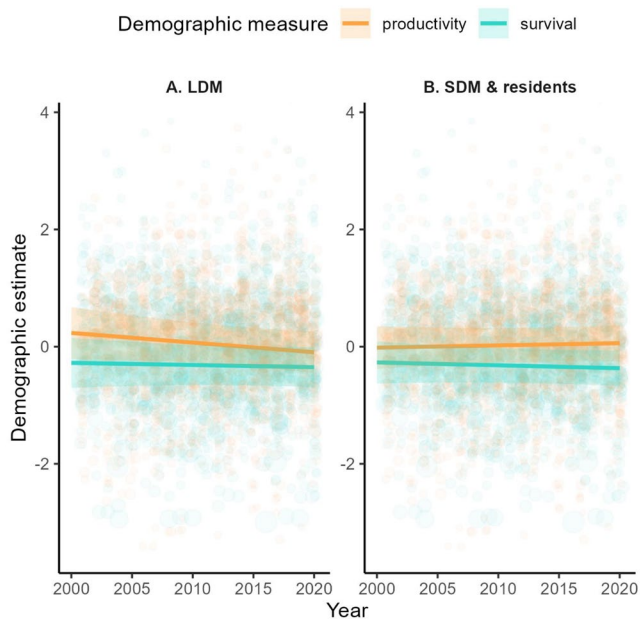 Demographic measure productivity survival
A. LDM B. SDM & residents
4 4
2 2
0 0
-2 -2
Demographic estimate
2000 2005 2010 2015 2020 2000 2005 2010 2015 2020
Year